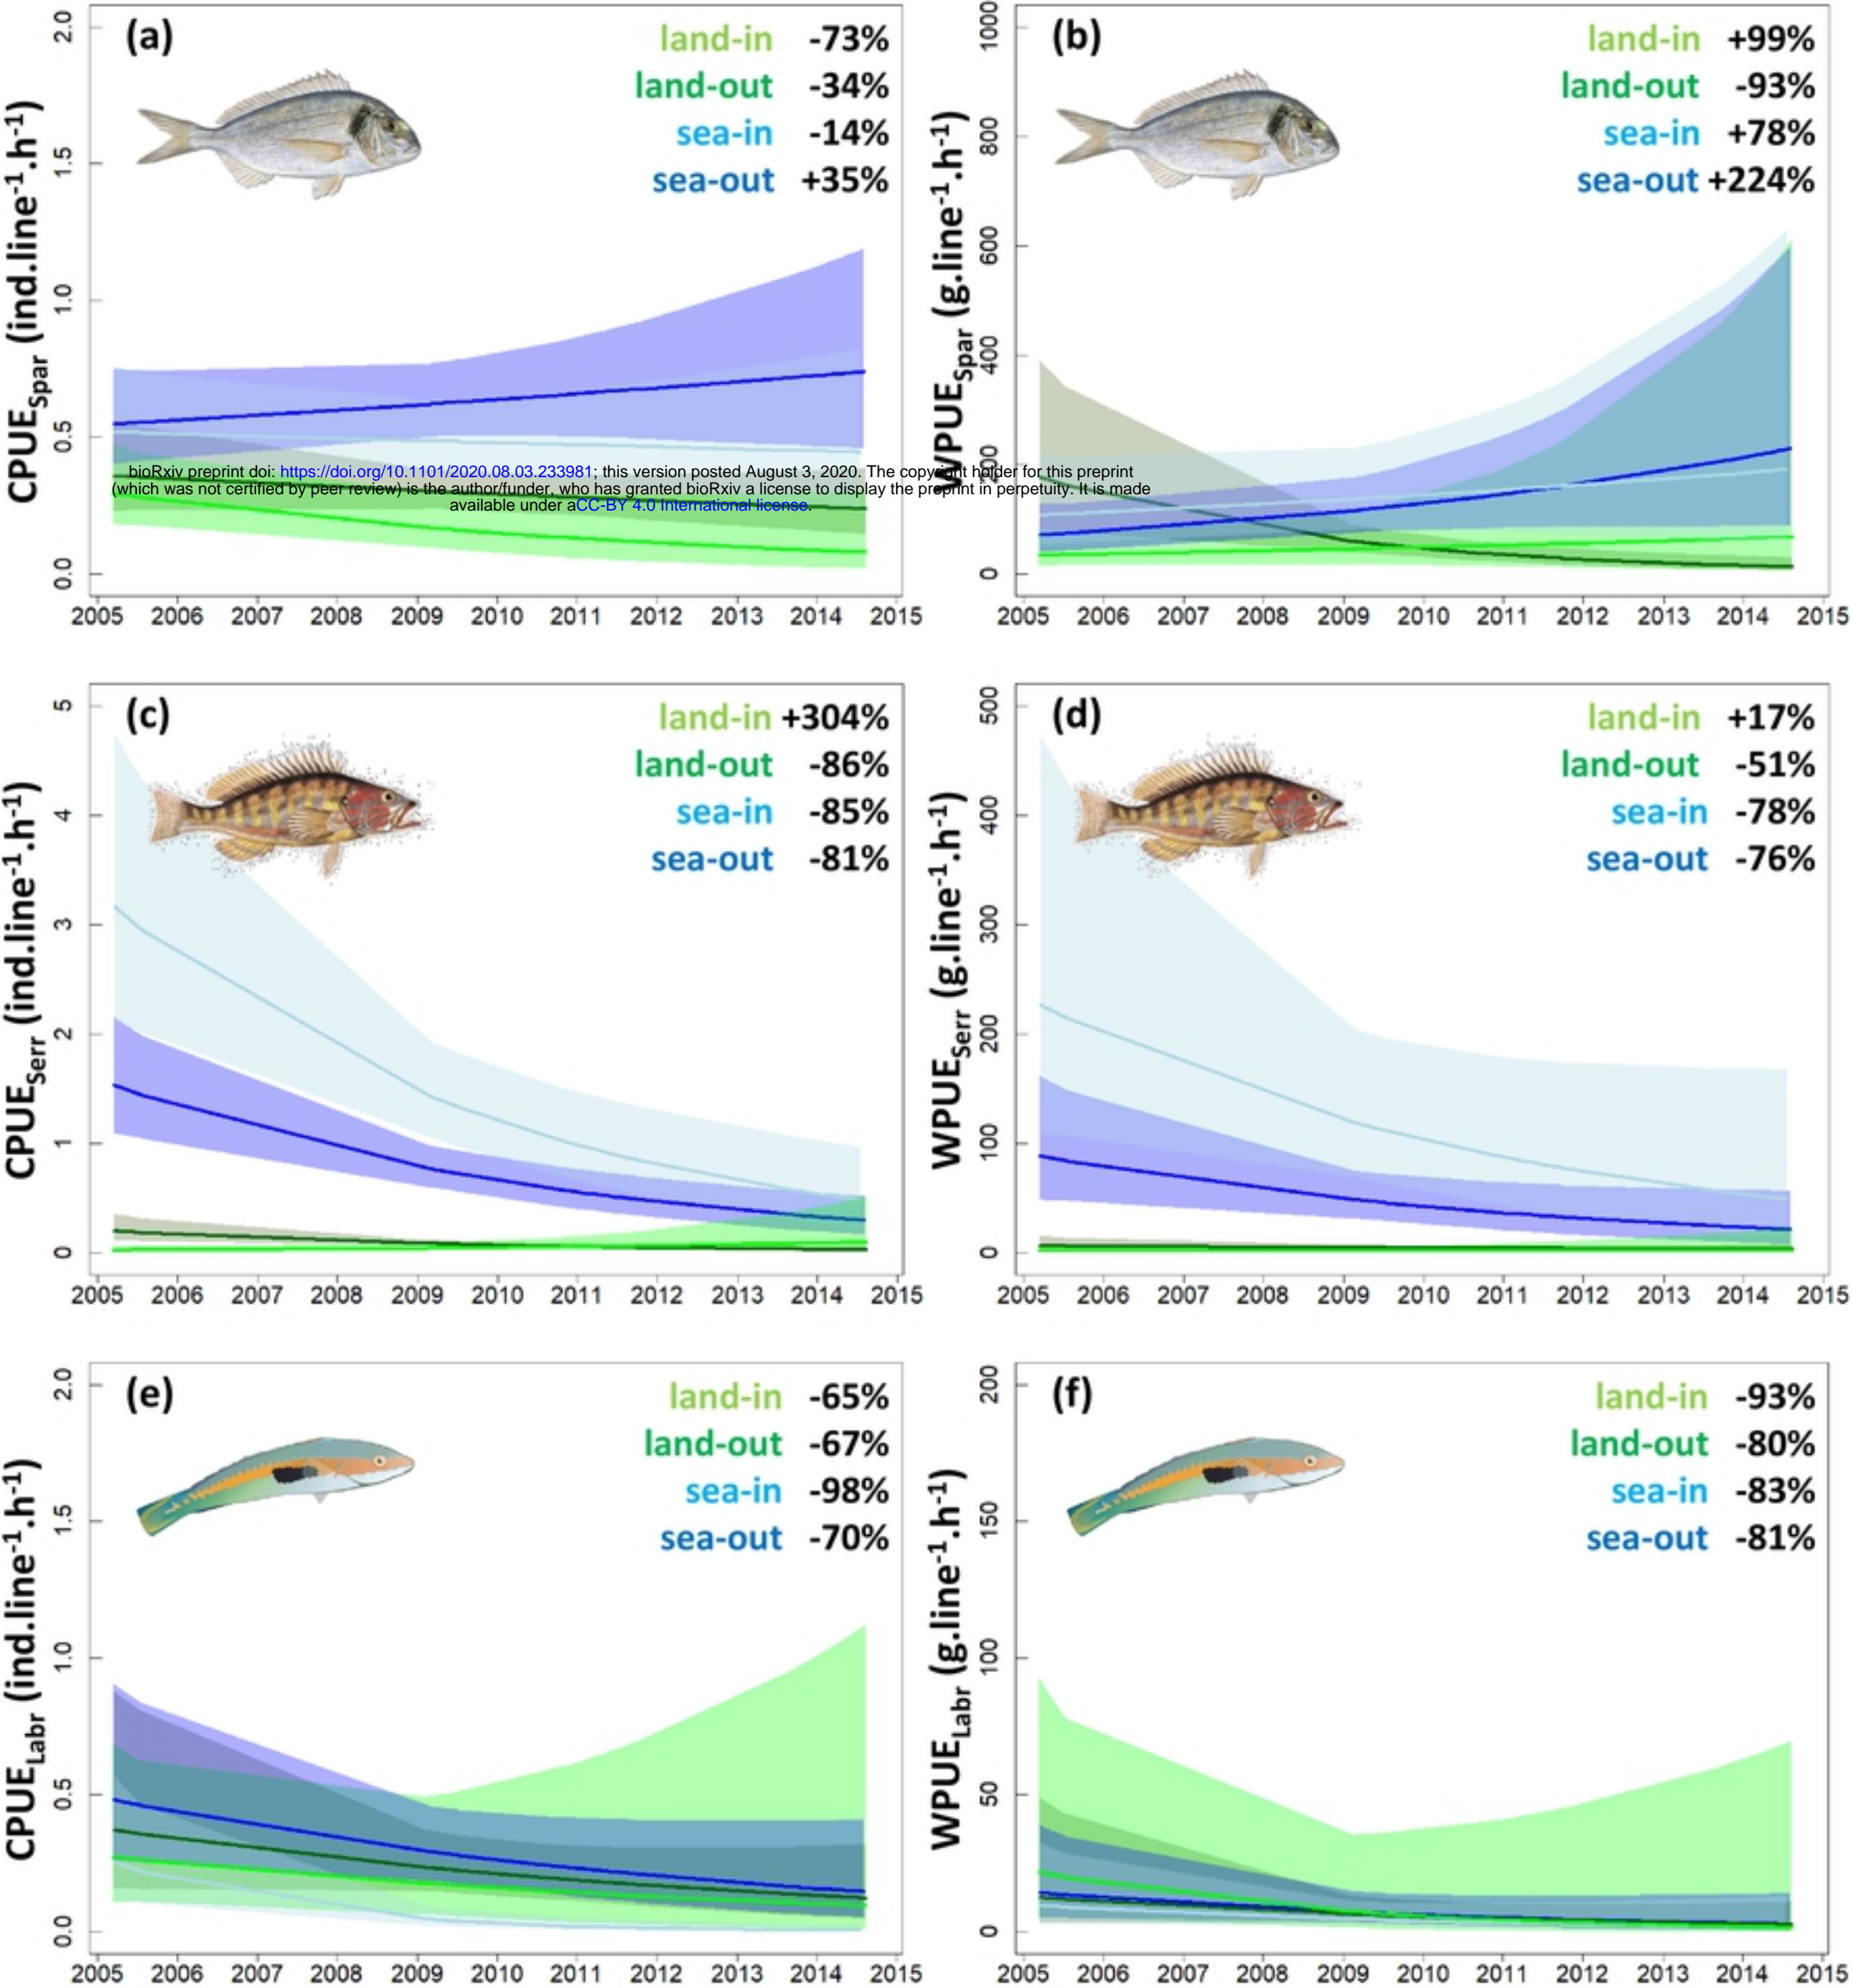 (a)
land-in -73%
land-out -34%
sea-in -14%
sea-out +35%
CPUESpar (ind.line-1.h-1)
2.0
1.5
1.0
0.5
0.0
2005 2006 2007 2008 2009 2010 2011 2012 2013 2014 2015
(b)
land-in +99%
land-out -93%
sea-in +78%
sea-out +224%
WPUESpar (g.line-1.h-1)
1000
800
600
400
200
0
2005 2006 2007 2008 2009 2010 2011 2012 2013 2014 2015
bioRxiv preprint doi: https://doi.org/10.1101/2020.08.03.233981; this version posted August 3, 2020. The copyright holder for this preprint
(which was not certified by peer review) is the author/funder, who has granted bioRxiv a license to display the preprint in perpetuity. It is made
available under aCC-BY 4.0 International license.
(c)
land-in +304%
land-out -86%
sea-in -85%
sea-out -81%
CPUESerr (ind.line-1.h-1)
5
4
3
2
1
0
2005 2006 2007 2008 2009 2010 2011 2012 2013 2014 2015
(d)
land-in +17%
land-out -51%
sea-in -78%
sea-out -76%
WPUESerr (g.line-1.h-1)
500
400
300
200
100
0
2005 2006 2007 2008 2009 2010 2011 2012 2013 2014 2015
(e)
land-in -65%
land-out -67%
sea-in -98%
sea-out -70%
CPUELabr (ind.line-1.h-1)
2.0
1.5
1.0
0.5
0.0
2005 2006 2007 2008 2009 2010 2011 2012 2013 2014 2015
(f)
land-in -93%
land-out -80%
sea-in -83%
sea-out -81%
WPUELabr (g.line-1.h-1)
200
150
100
50
0
2005 2006 2007 2008 2009 2010 2011 2012 2013 2014 2015